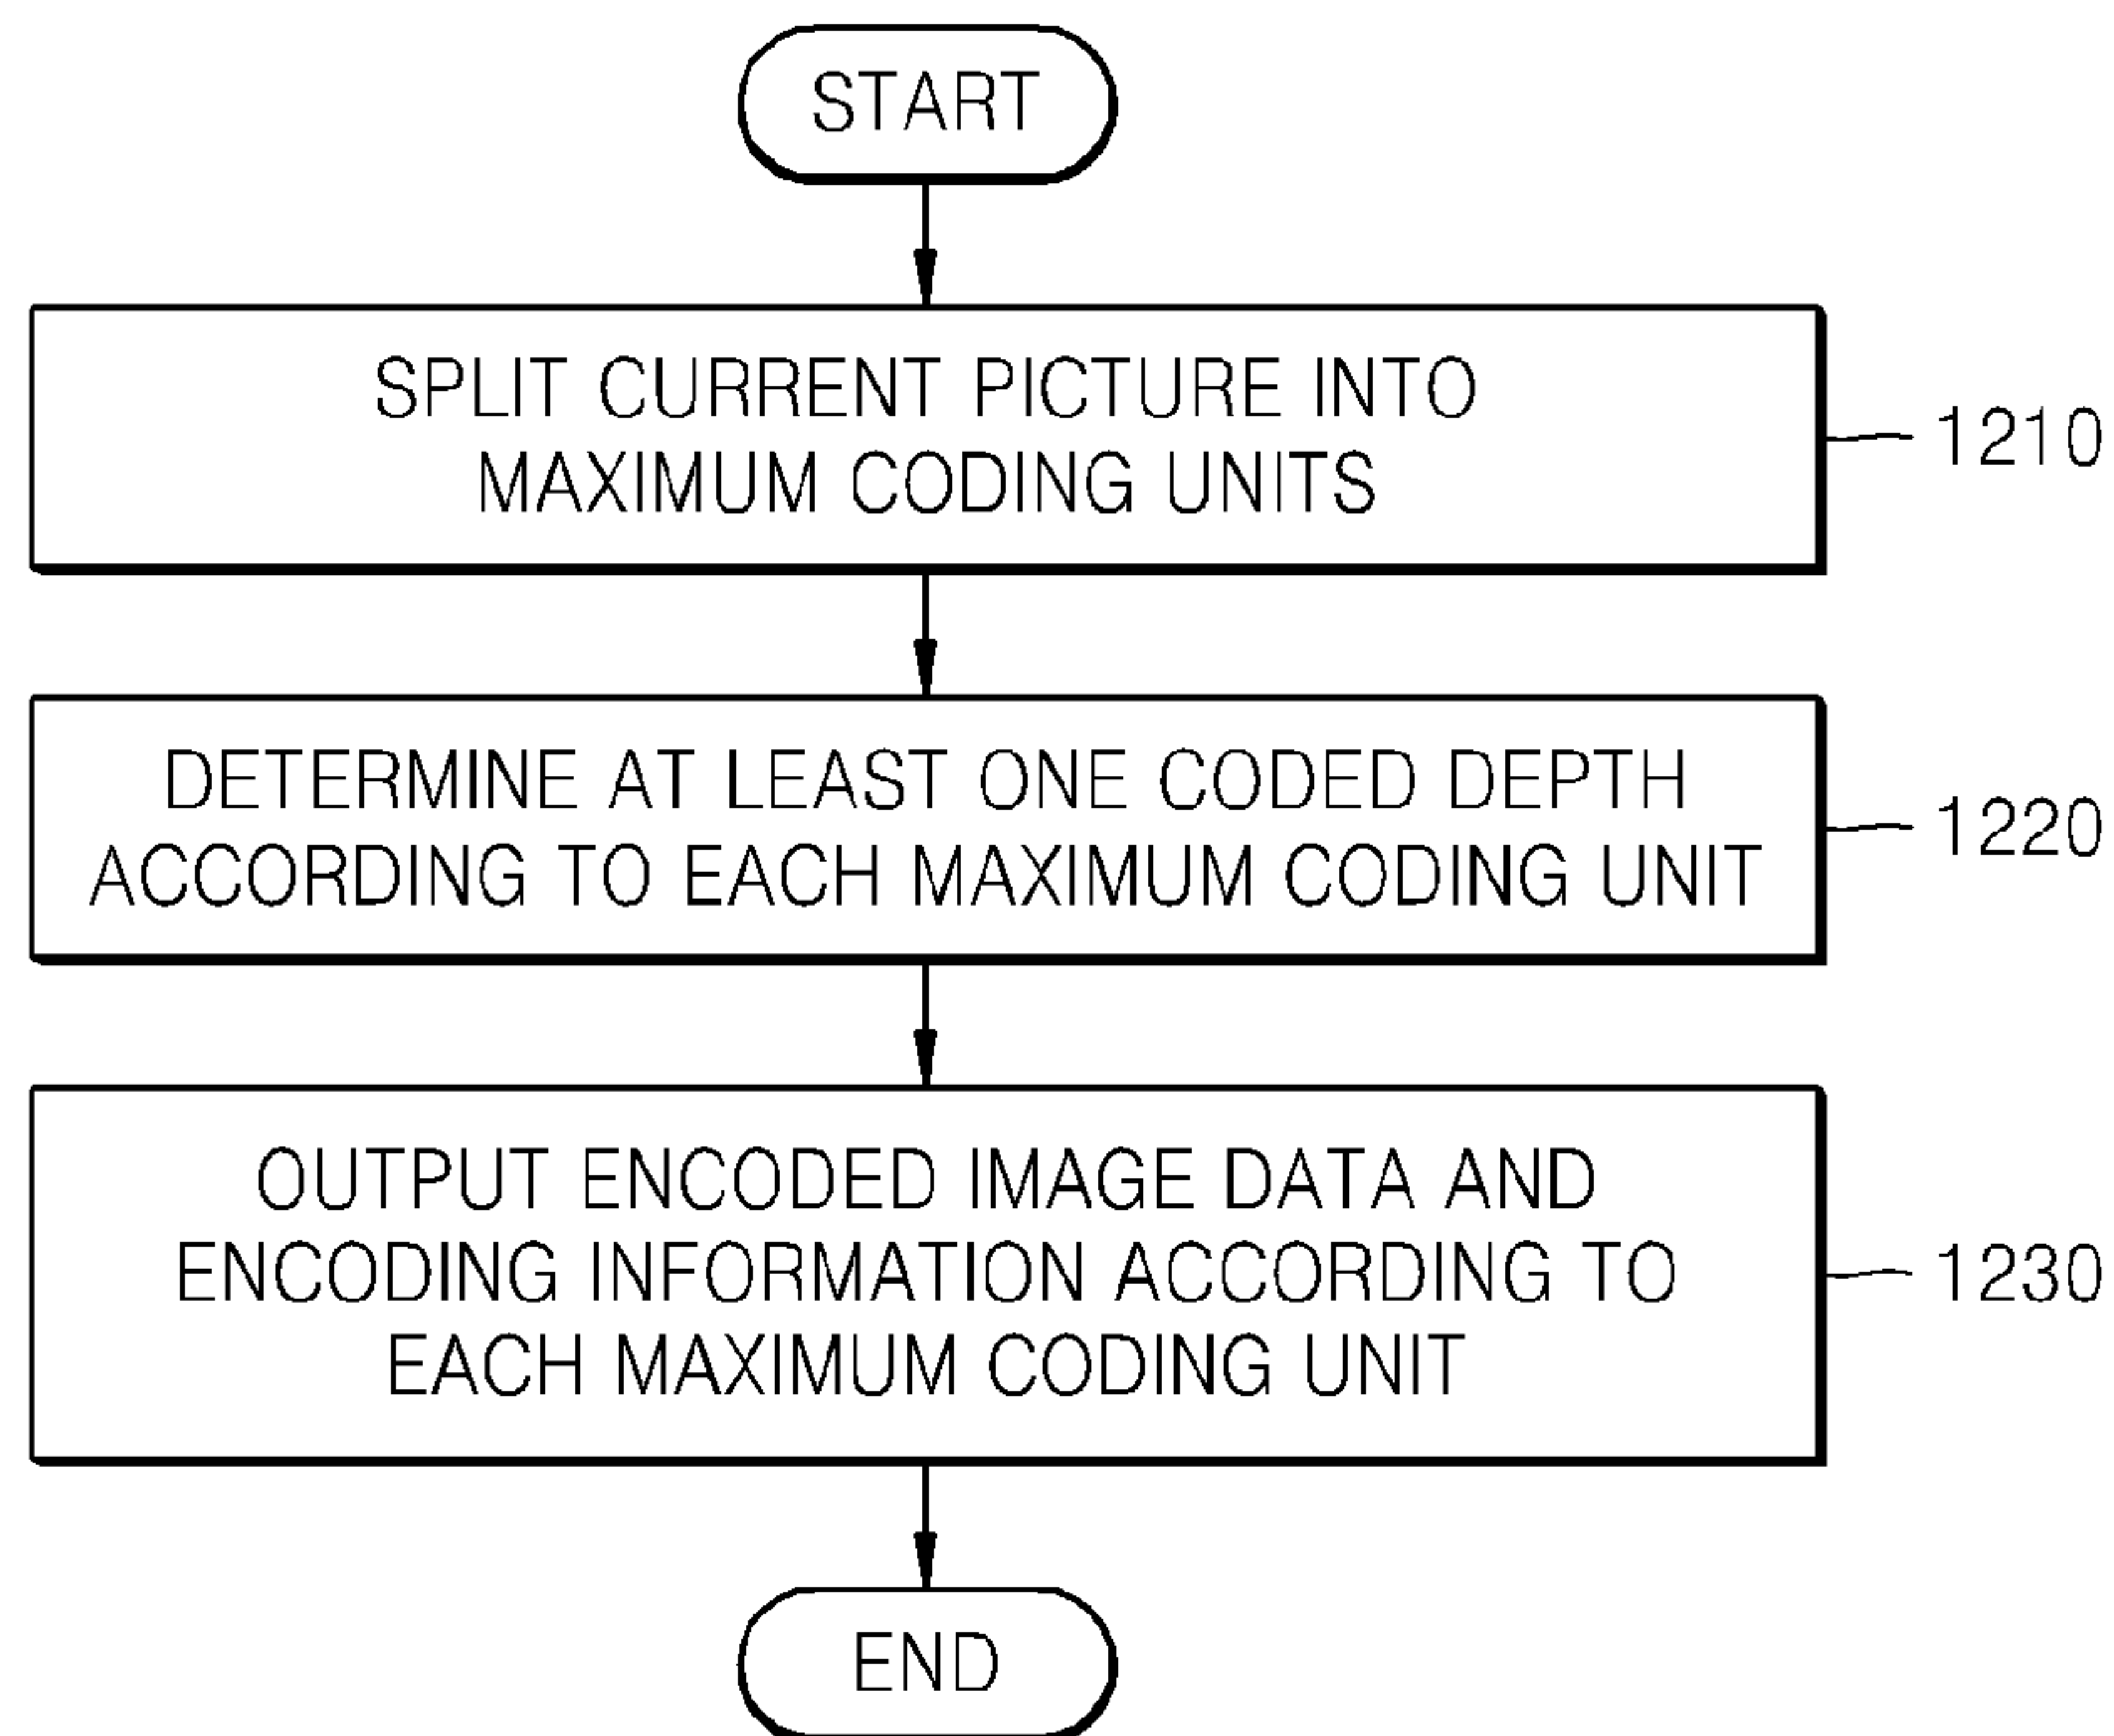 START
SPLIT CURRENT PICTURE INTO
MAXIMUM CODING UNITS
1210
DETERMINE AT LEAST ONE CODED DEPTH
ACCORDING TO EACH MAXIMUM CODING UNIT
1220
OUTPUT ENCODED IMAGE DATA AND
ENCODING INFORMATION ACCORDING TO
EACH MAXIMUM CODING UNIT
1230
END